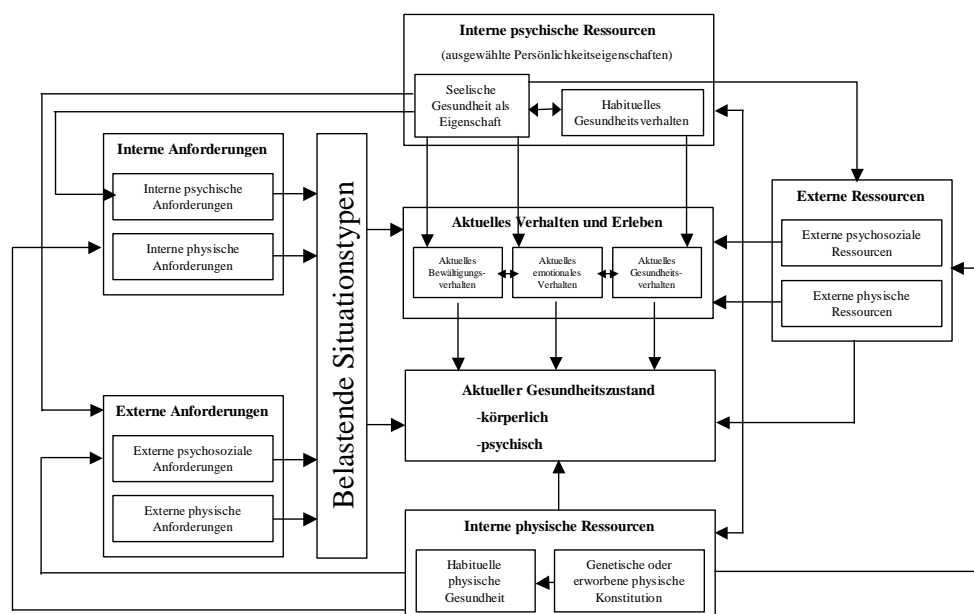 Interne psychische Ressourcen
(ausgewählte Persönlichkeitseigenschaften)
Seelische
Gesundheit als
Eigenschaft
Habituelles
Gesundheitsverhalten
Interne Anforderungen
Interne psychische
Anforderungen
Interne physische
Anforderungen
Externe Anforderungen
Externe psychosoziale
Anforderungen
Externe physische
Anforderungen
Belastende Situationstypen
Aktuelles Verhalten und Erleben
Aktuelles
Bewältigungs-
verhalten
Aktuelles
emotionales
Verhalten
Aktuelles
Gesundheits-
verhalten
Aktueller Gesundheitszustand
-körperlich
-psychisch
Interne physische Ressourcen
Habituelle
physische
Gesundheit
Genetische oder
erworbene physische
Konstitution
Externe Ressourcen
Externe psychosoziale
Ressourcen
Externe physische
Ressourcen